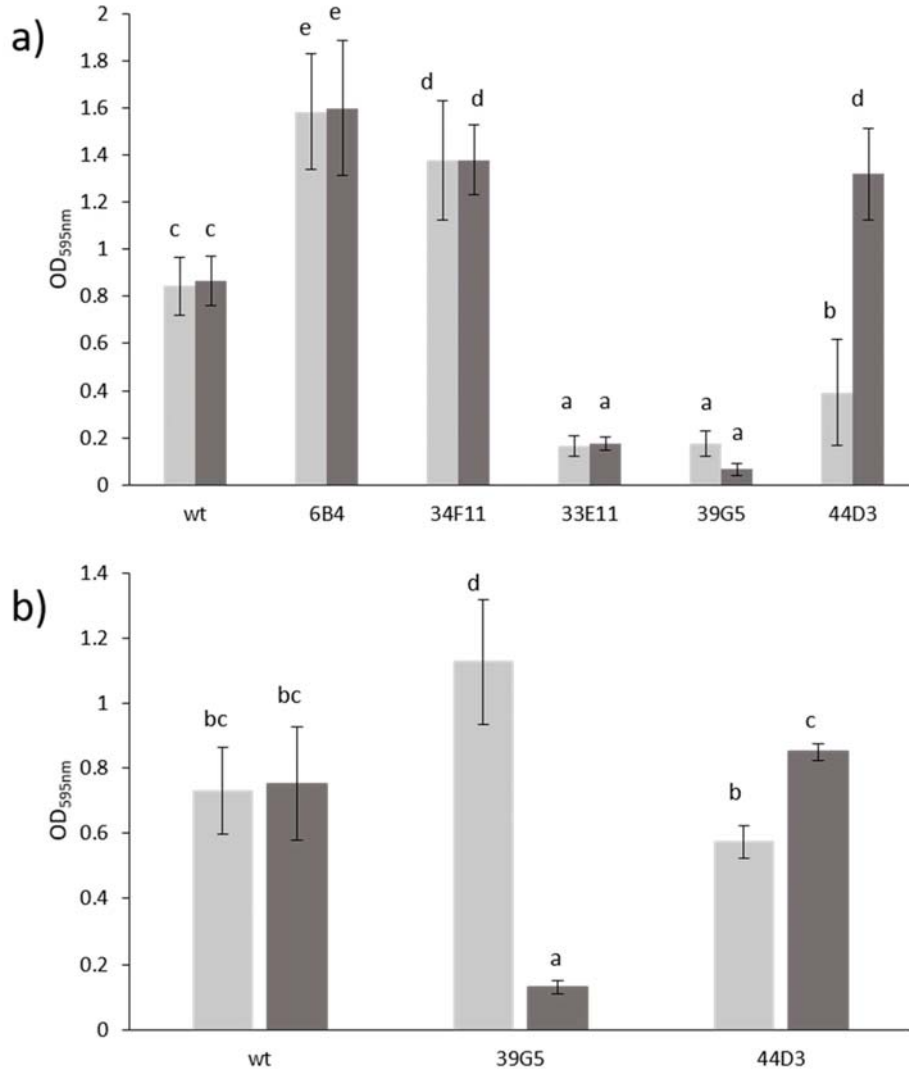 a)
OD595nm
2
1.8
1.6
1.4
1.2
1
0.8
0.6
0.4
0.2
0
c c
e e
d d
a a
a a
b d
wt 6B4 34F11 33E11 39G5 44D3
b)
OD595nm
1.4
1.2
1
0.8
0.6
0.4
0.2
0
bc bc
d a
b c
wt 39G5 44D3